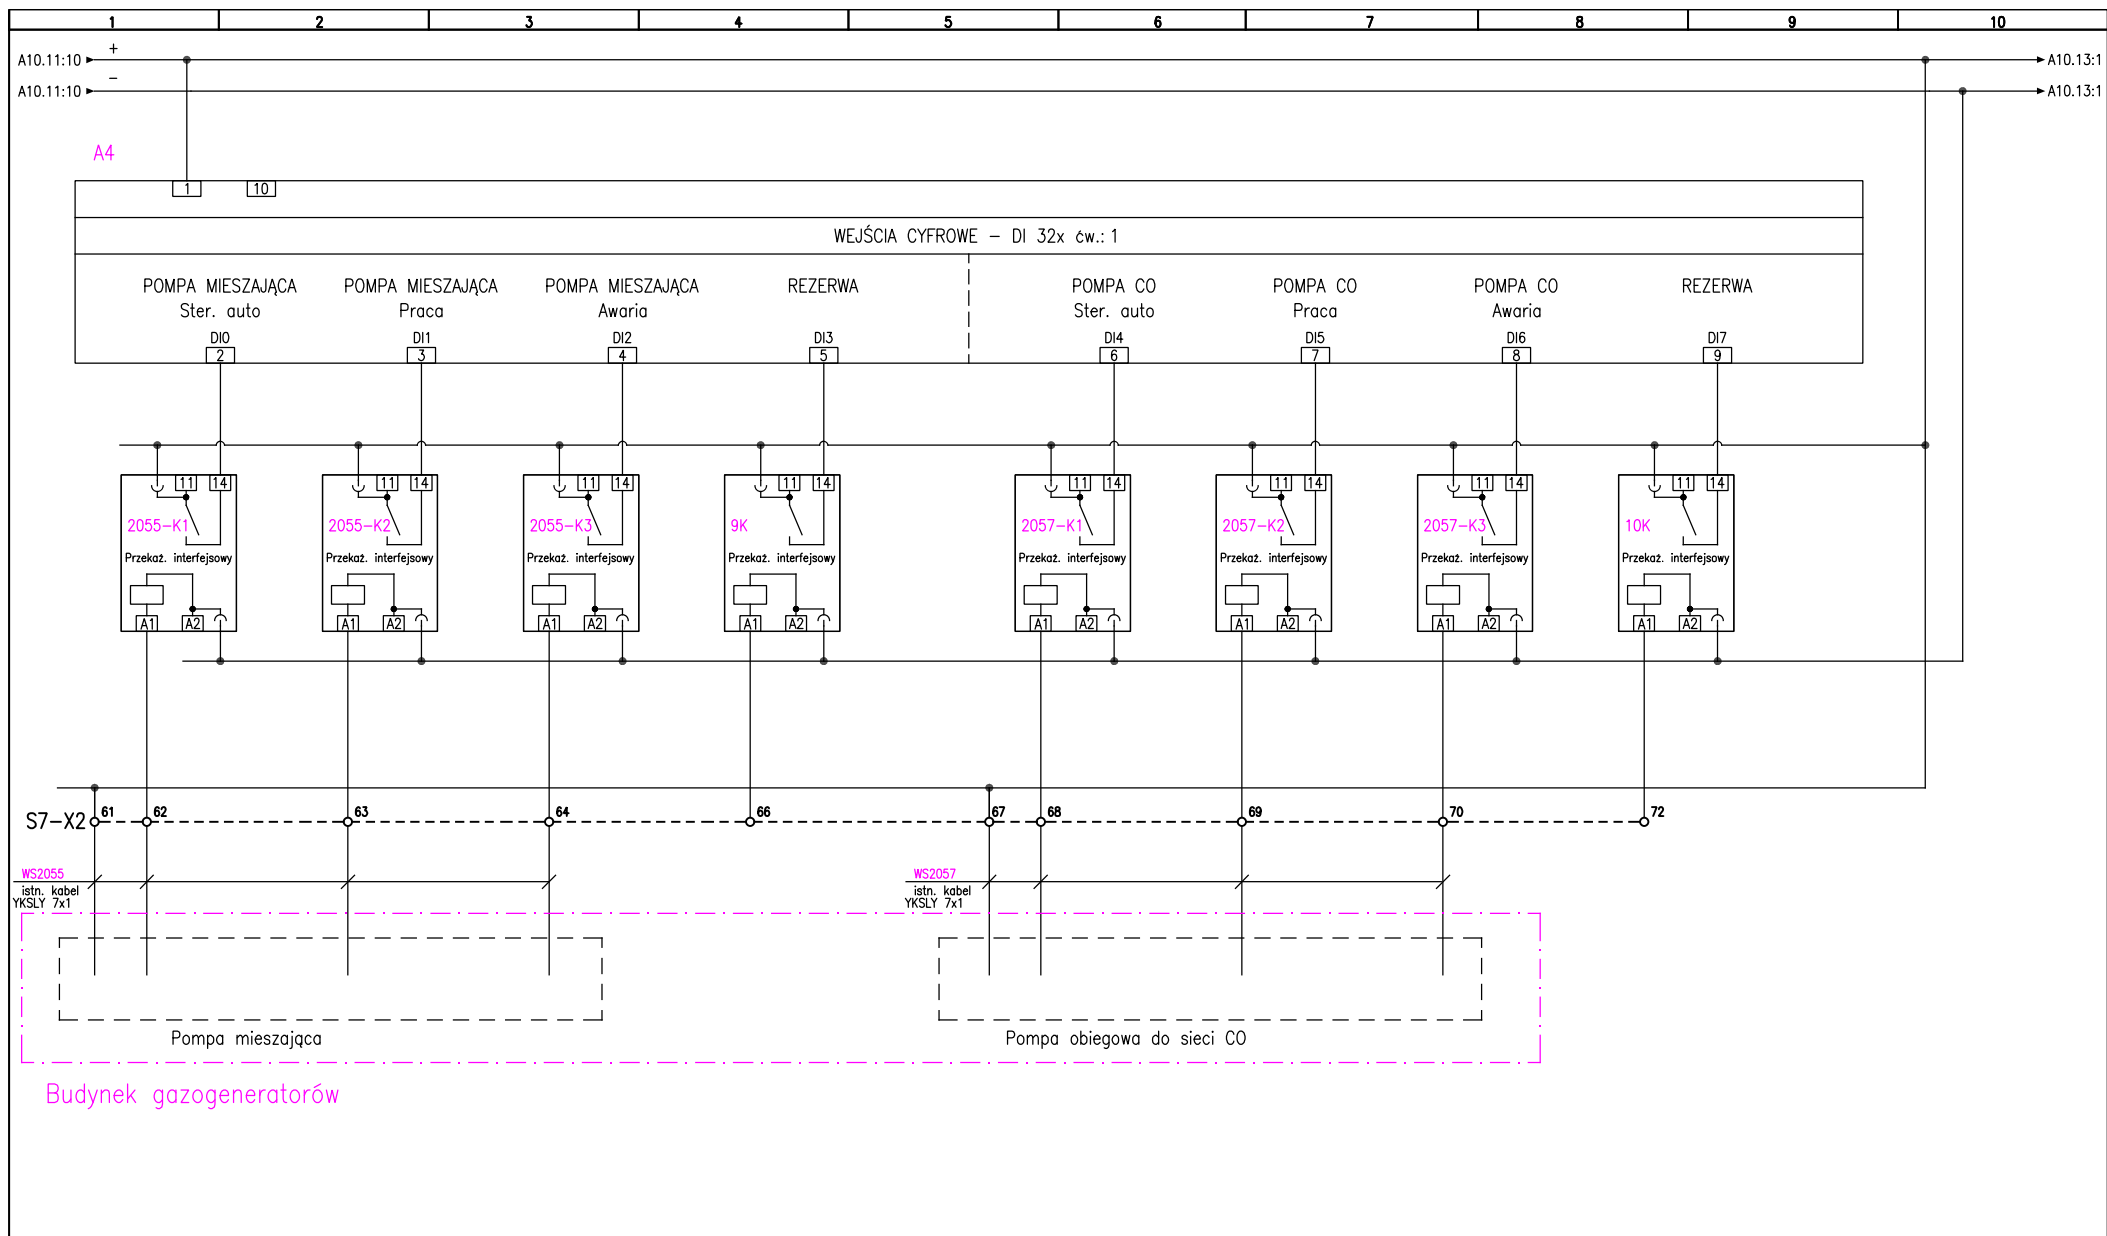 1 2 3 4 5 6 7 8 9 10
A10.11:10 + A10.13:1
A10.11:10 − A10.13:1
A4
1 10
WEJŚCIA CYFROWE − DI 32x ćw.: 1
POMPA MIESZAJĄCA POMPA MIESZAJĄCA POMPA MIESZAJĄCA REZERWA POMPA CO POMPA CO POMPA CO REZERWA
Ster. auto Praca Awaria Ster. auto Praca Awaria
DI0 DI1 DI2 DI3 DI4 DI5 DI6 DI7
2 3 4 5 6 7 8 9
11 14 11 14 11 14 11 14 11 14 11 14 11 14 11 14
2055−K1 2055−K2 2055−K3 9K 2057−K1 2057−K2 2057−K3 10K
Przekaż. interfejsowy Przekaż. interfejsowy Przekaż. interfejsowy Przekaż. interfejsowy Przekaż. interfejsowy Przekaż. interfejsowy Przekaż. interfejsowy Przekaż. interfejsowy
A1 A2 A1 A2 A1 A2 A1 A2 A1 A2 A1 A2 A1 A2 A1 A2
S7−X2 61 62 63 64 66 67 68 69 70 72
WS2055 WS2057
istn. kabel istn. kabel
YKSLY 7x1 YKSLY 7x1
Pompa mieszająca Pompa obiegowa do sieci CO
Budynek gazogeneratorów